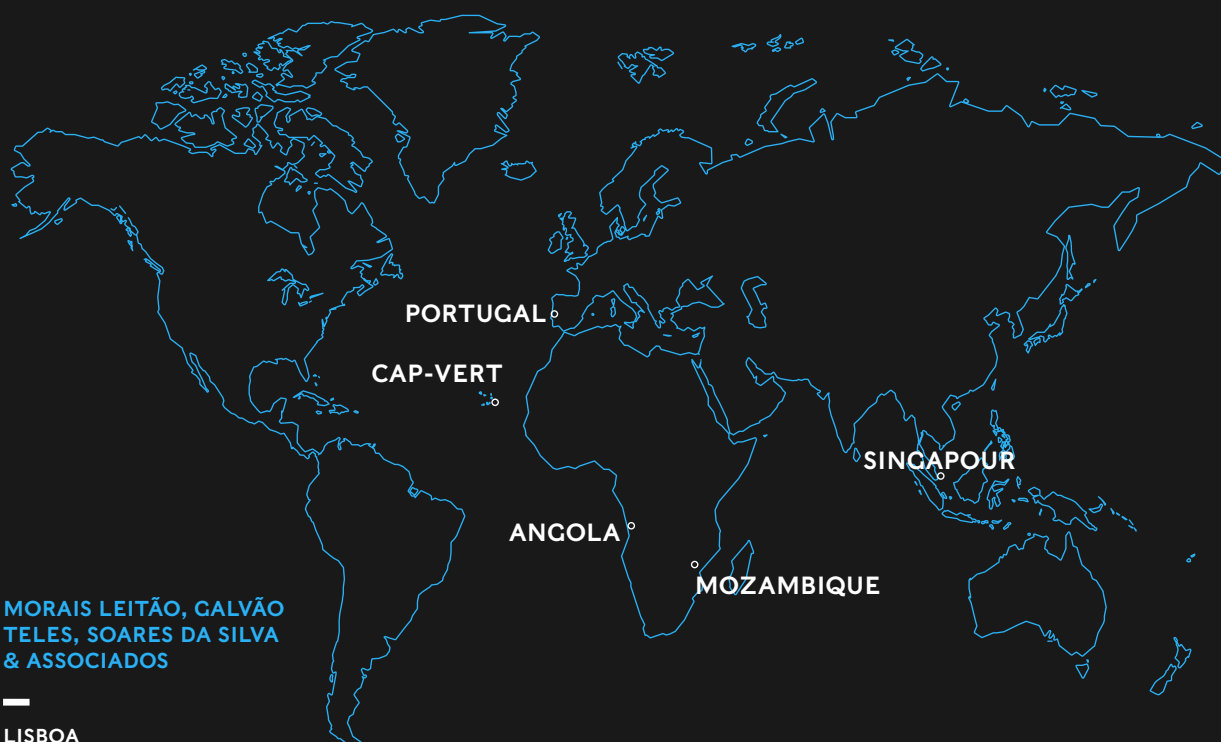 PORTUGAL
CAP-VERT
SINGAPOUR
ANGOLA
MOZAMBIQUE
MORAIS LEITÃO, GALVÃO
TELES, SOARES DA SILVA
& ASSOCIADOS
LISBOA